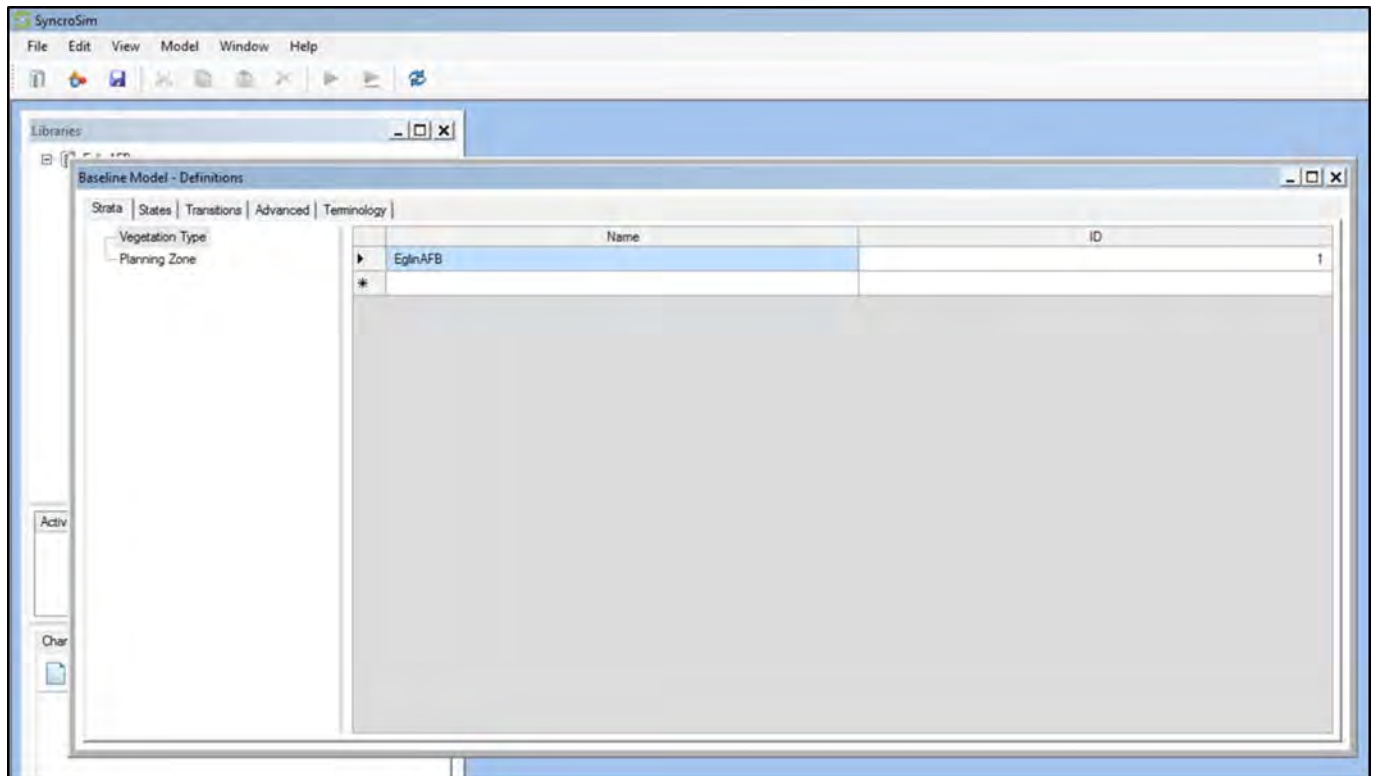 SyncroSim
File Edit View Model Window Help
Libraries
Baseline Model - Definitions
Strata States Transitions Advanced Terminology
Vegetation Type
Planning Zone
Name ID
EglinAFB 1
Activ
Char